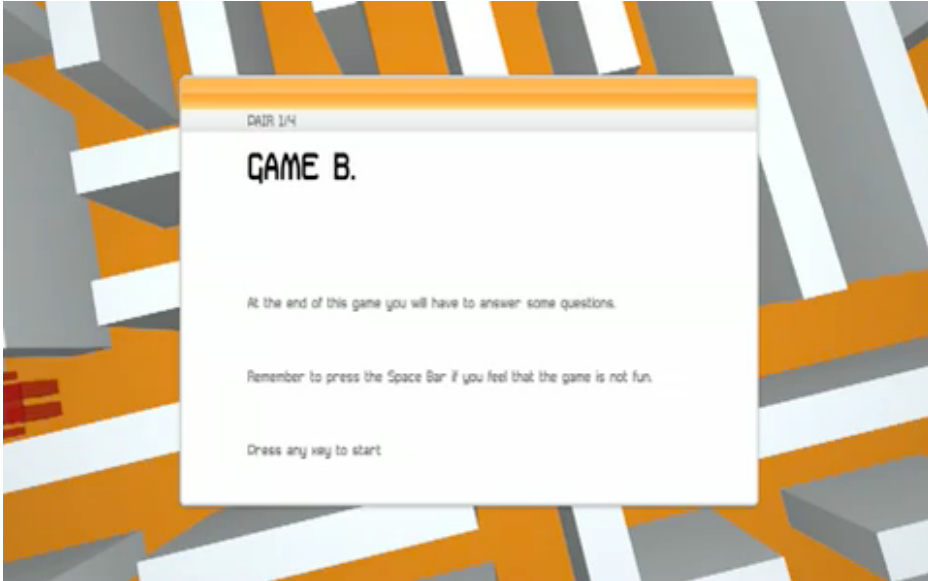 PAIR 1/4
GAME B.
At the end of this game you will have to answer some questions.
Remember to press the Space Bar if you feel that the game is not fun.
Press any key to start